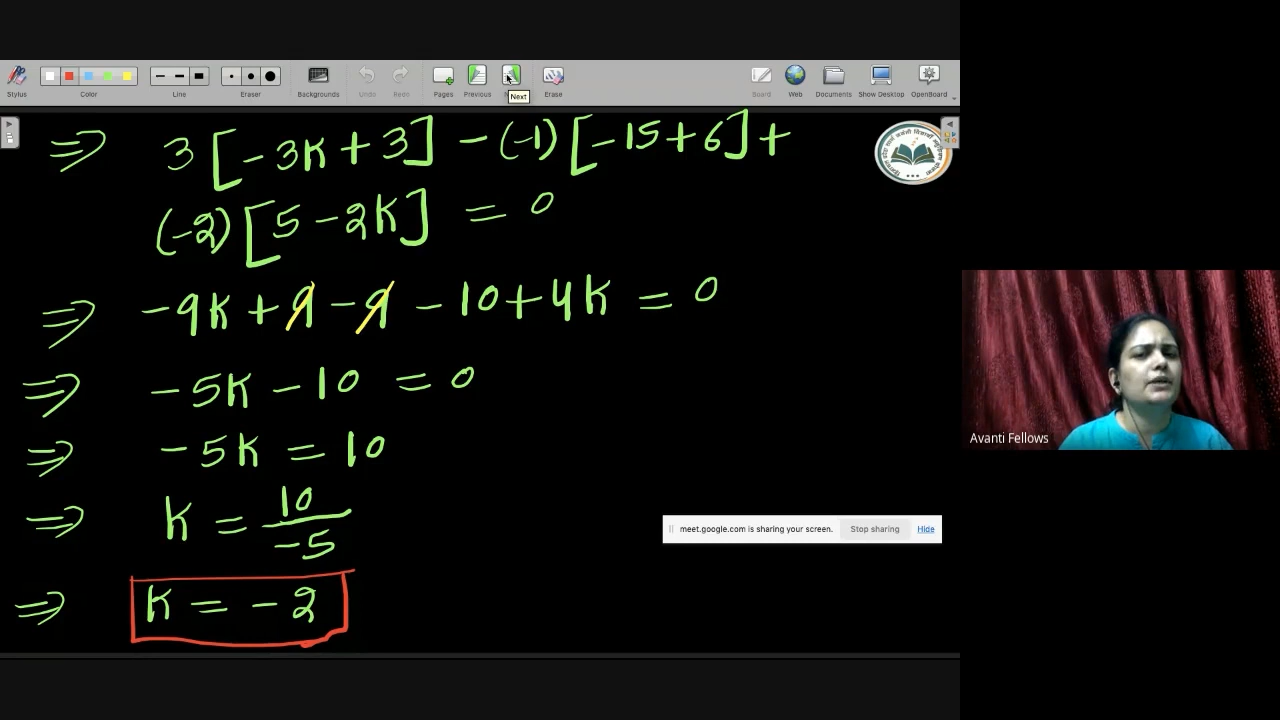 Stylus Color Line Eraser Backgrounds Undo Redo Pages Previous Next Erase Board Web Documents Show Desktop OpenBoard
Next
⇒ 3[-3k+3] -(-1)[-15+6]+
(-2)[5-2k] = 0
⇒ -9k+9-9-10+4k = 0
⇒ -5k-10 = 0
⇒ -5k = 10
⇒ k = 10/-5
⇒ k = -2
Avanti Fellows
meet.google.com is sharing your screen. Stop sharing Hide